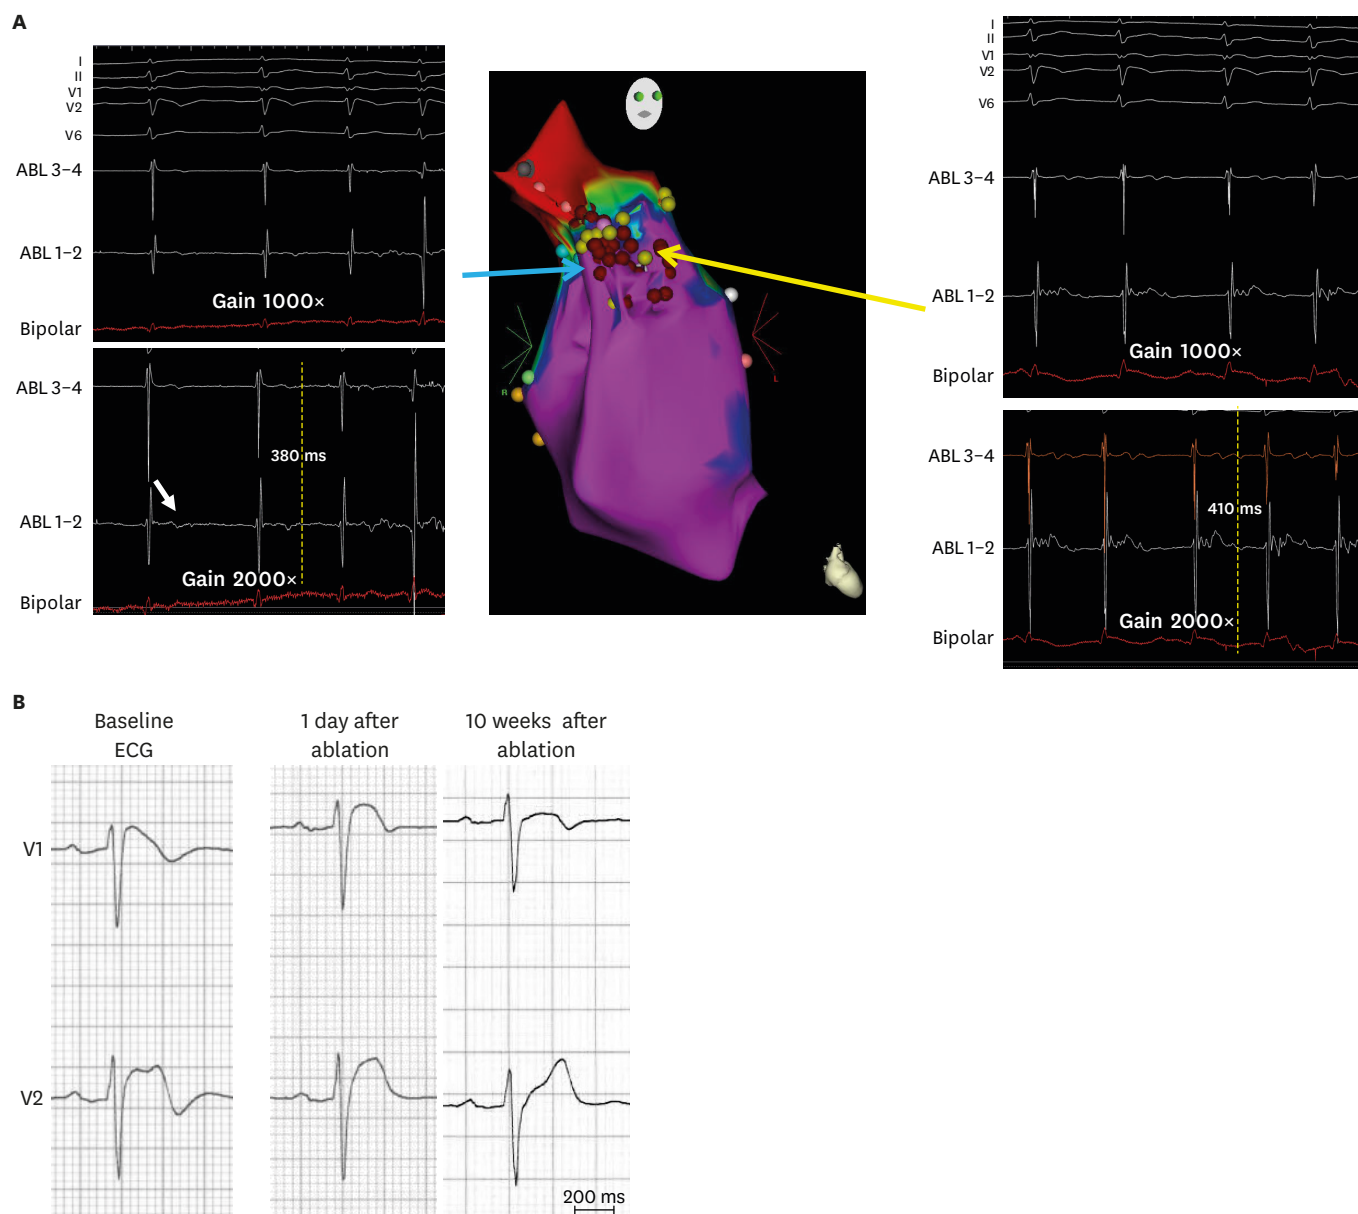 A
I
II
V1
V2
V6
ABL 3–4
ABL 1–2
Gain 1000×
Bipolar
ABL 3–4
380 ms
ABL 1–2
Gain 2000×
Bipolar
R
L
I
II
V1
V2
V6
ABL 3–4
ABL 1–2
Gain 1000×
Bipolar
ABL 3–4
410 ms
ABL 1–2
Gain 2000×
Bipolar
B
Baseline
ECG
1 day after
ablation
10 weeks after
ablation
V1
V2
200 ms